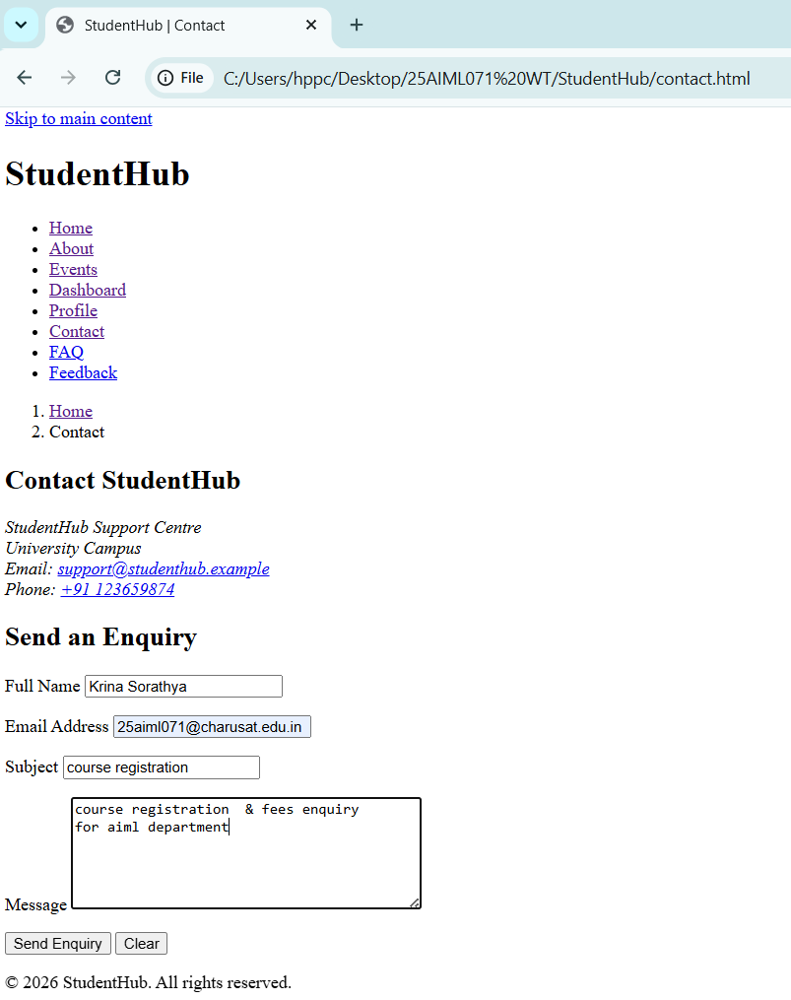 StudentHub | Contact
File C:/Users/hppc/Desktop/25AIML071%20WT/StudentHub/contact.html
Skip to main content
StudentHub
Home
About
Events
Dashboard
Profile
Contact
FAQ
Feedback
1. Home
2. Contact
Contact StudentHub
StudentHub Support Centre
University Campus
Email: support@studenthub.example
Phone: +91 123659874
Send an Enquiry
Full Name Krina Sorathya
Email Address 25aiml071@charusat.edu.in
Subject course registration
course registration  & fees enquiry
for aiml department
Message
Send Enquiry Clear
© 2026 StudentHub. All rights reserved.